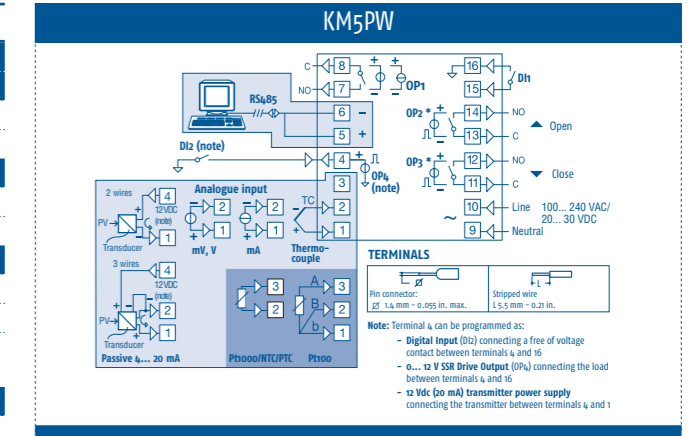 KM5PW
C 8 + + 16
NO 7 - - OP1 15 DI1
RS485
6 -
5 +
OP2 * + 14 NO
- 13 C
Open
DI2 (note)
4 +
- OP4
(note)
OP3 * + 12 NO
- 11 C
Close
3
2 wires
4
12VDC
(note)
PV
+
-
1
Transducer
Analogue input
+ 2
- 1
mV, V
2
1
mA
TC
- 2
+ 1
Thermo-
couple
~ 10 Line 100... 240 VAC/
20... 30 VDC
9 Neutral
3 wires
4
12VDC
(note)
+ - +
PV
2
-
1
Transducer
Passive 4... 20 mA
3
2
Pt1000/NTC/PTC
A 3
B 2
b 1
Pt100
TERMINALS
Pin connector:
Ø 1.4 mm - 0.055 in. max.
L
Stripped wire
L 5.5 mm - 0.21 in.
Note: Terminal 4 can be programmed as:
- Digital Input (DI2) connecting a free of voltage
contact between terminals 4 and 16
- 0... 12 V SSR Drive Output (OP4) connecting the load
between terminals 4 and 16
- 12 Vdc (20 mA) transmitter power supply
connecting the transmitter between terminals 4 and 1